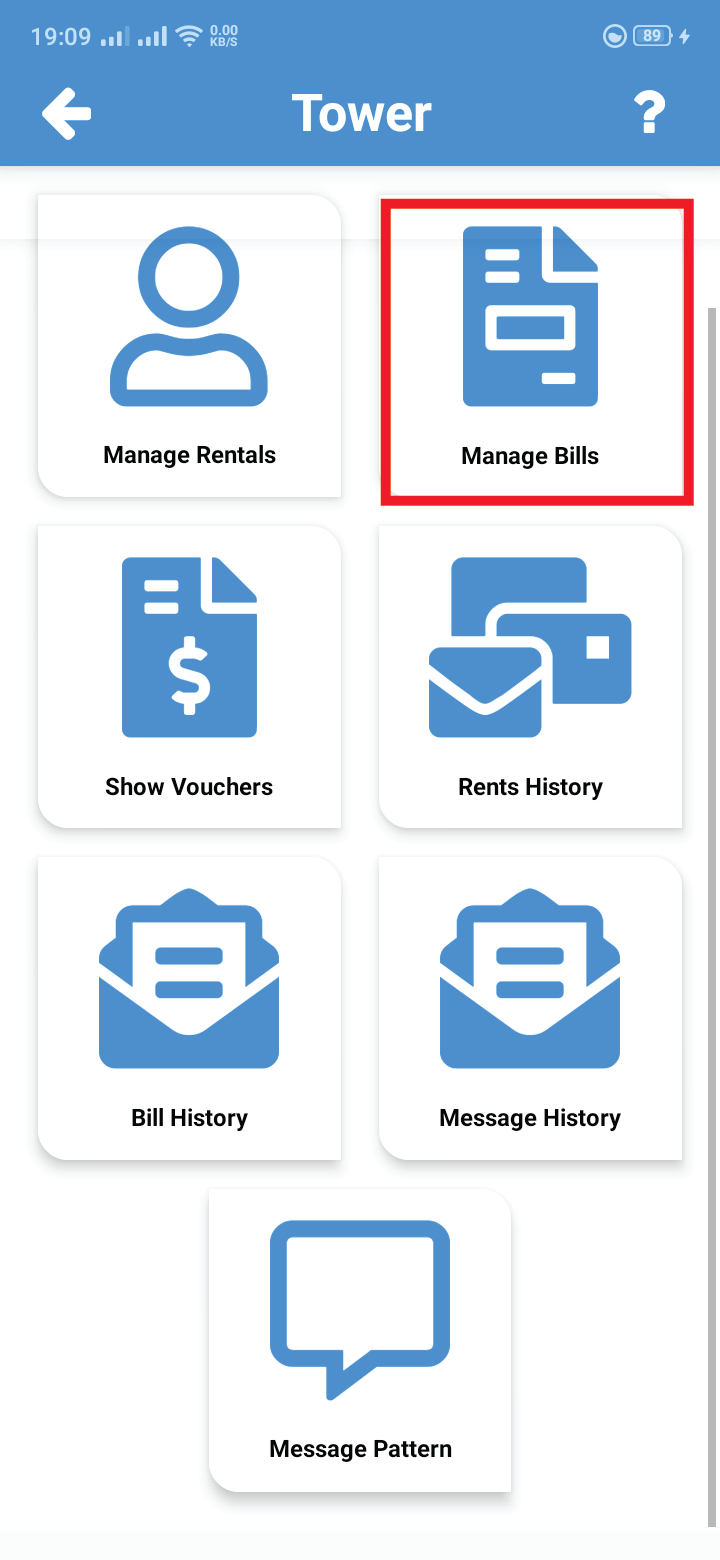 19:09 0.00 KB/S 89
Tower ?
Manage Rentals Manage Bills
Show Vouchers Rents History
Bill History Message History
Message Pattern